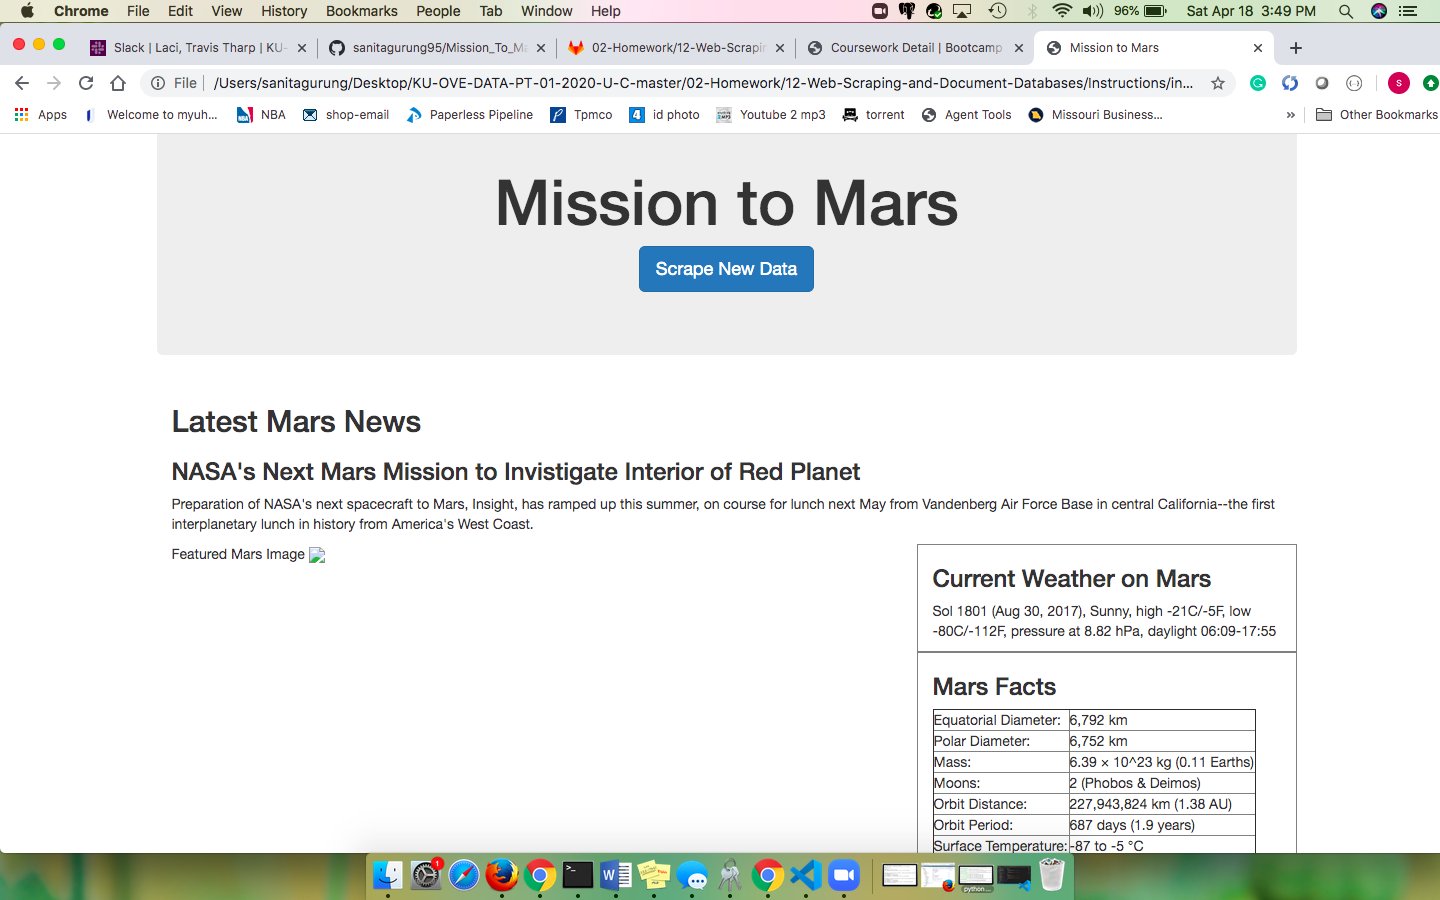 Chrome File Edit View History Bookmarks People Tab Window Help 96% Sat Apr 18 3:49 PM
Slack | Laci, Travis Tharp | KU- sanitagurung95/Mission_To_Ma 02-Homework/12-Web-Scrapin Coursework Detail | Bootcamp Mission to Mars
File /Users/sanitagurung/Desktop/KU-OVE-DATA-PT-01-2020-U-C-master/02-Homework/12-Web-Scraping-and-Document-Databases/Instructions/in... S
Apps Welcome to myuh... NBA shop-email Paperless Pipeline Tpmco 4 id photo Youtube 2 mp3 torrent Agent Tools Missouri Business... » Other Bookmarks
Mission to Mars
Scrape New Data
Latest Mars News
NASA's Next Mars Mission to Invistigate Interior of Red Planet
Preparation of NASA's next spacecraft to Mars, Insight, has ramped up this summer, on course for lunch next May from Vandenberg Air Force Base in central California--the first
interplanetary lunch in history from America's West Coast.
Featured Mars Image
Current Weather on Mars
Sol 1801 (Aug 30, 2017), Sunny, high -21C/-5F, low
-80C/-112F, pressure at 8.82 hPa, daylight 06:09-17:55
Mars Facts
Equatorial Diameter: 6,792 km
Polar Diameter: 6,752 km
Mass: 6.39 × 10^23 kg (0.11 Earths)
Moons: 2 (Phobos & Deimos)
Orbit Distance: 227,943,824 km (1.38 AU)
Orbit Period: 687 days (1.9 years)
Surface Temperature: -87 to -5 °C
1
python...